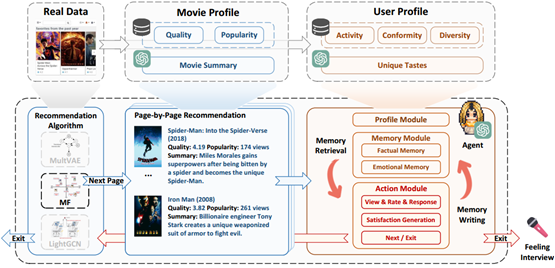 Real Data
Movie Profile
User Profile
Quality
Popularity
Movie Summary
Activity
Conformity
Diversity
Unique Tastes
Recommendation
Algorithm
MultVAE
MF
LightGCN
Next Page
Exit
Page-by-Page Recommendation
Spider-Man: Into the Spider-Verse
(2018)
Quality: 4.19 Popularity: 174 views
Summary: Miles Morales gains
superpowers after being bitten by
a spider and becomes the unique
Spider-Man.
...
Iron Man (2008)
Quality: 3.82 Popularity: 261 views
Summary: Billionaire engineer Tony
Stark creates a unique weaponized
suit of armor to fight evil.
Profile Module
Memory Module
Factual Memory
Emotional Memory
Action Module
View & Rate & Response
Satisfaction Generation
Next / Exit
Memory
Retrieval
Agent
Memory
Writing
Exit
Feeling
Interview